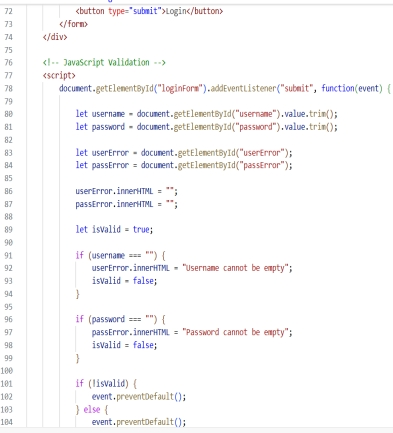 72 <button type="submit">Login</button>
73 </form>
74 </div>
75
76 <!-- JavaScript Validation -->
77 <script>
78 document.getElementById("loginForm").addEventListener("submit", function(event) {
79
80 let username = document.getElementById("username").value.trim();
81 let password = document.getElementById("password").value.trim();
82
83 let userError = document.getElementById("userError");
84 let passError = document.getElementById("passError");
85
86 userError.innerHTML = "";
87 passError.innerHTML = "";
88
89 let isValid = true;
90
91 if (username === "") {
92 userError.innerHTML = "Username cannot be empty";
93 isValid = false;
94 }
95
96 if (password === "") {
97 passError.innerHTML = "Password cannot be empty";
98 isValid = false;
99 }
100
101 if (!isValid) {
102 event.preventDefault();
103 } else {
104 event.preventDefault();